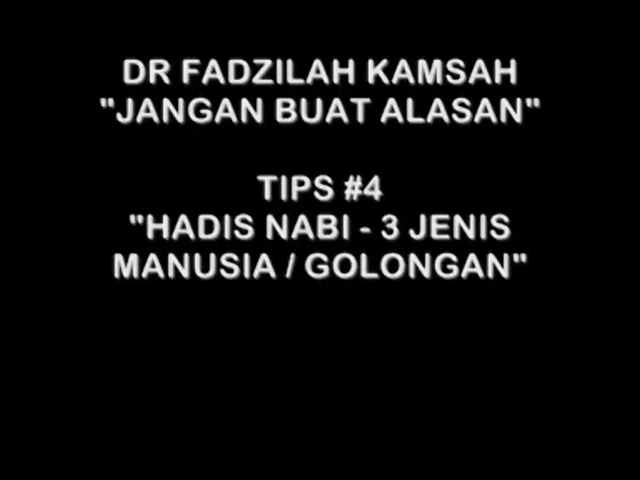 DR FADZILAH KAMSAH
"JANGAN BUAT ALASAN"
TIPS #4
"HADIS NABI - 3 JENIS
MANUSIA / GOLONGAN"